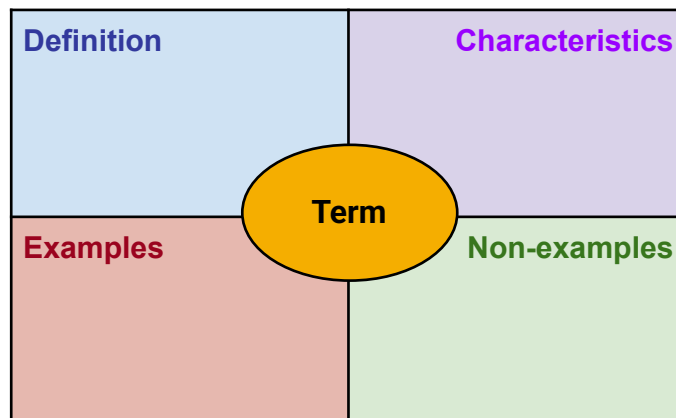 Definition
Characteristics
Term
Examples
Non-examples